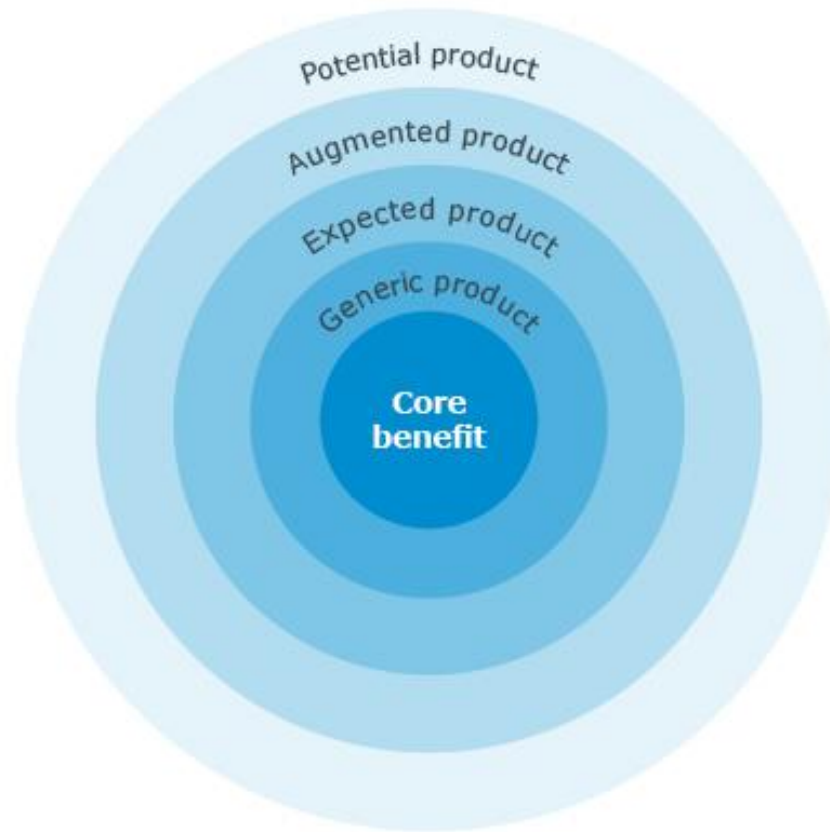 Potential product
Augmented product
Expected product
Generic product
Core
benefit